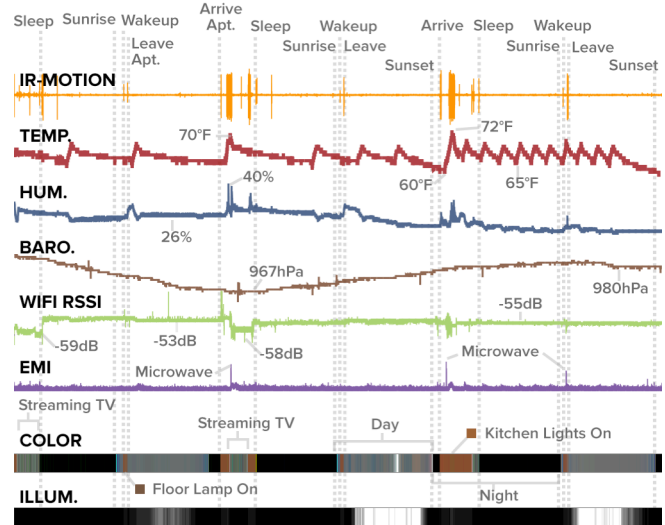 Sleep
Sunrise
Wakeup
Leave
Apt.
Arrive
Apt.
Sleep
Wakeup
Sunrise
Leave
Sunset
Arrive
Sleep
Wakeup
Sunrise
Leave
Sunset
IR-MOTION
TEMP.
70°F
72°F
60°F
65°F
HUM.
40%
26%
BARO.
967hPa
980hPa
WIFI RSSI
-59dB
-53dB
-58dB
-55dB
EMI
Microwave
Microwave
Streaming TV
Streaming TV
Day
Kitchen Lights On
COLOR
Floor Lamp On
Night
ILLUM.